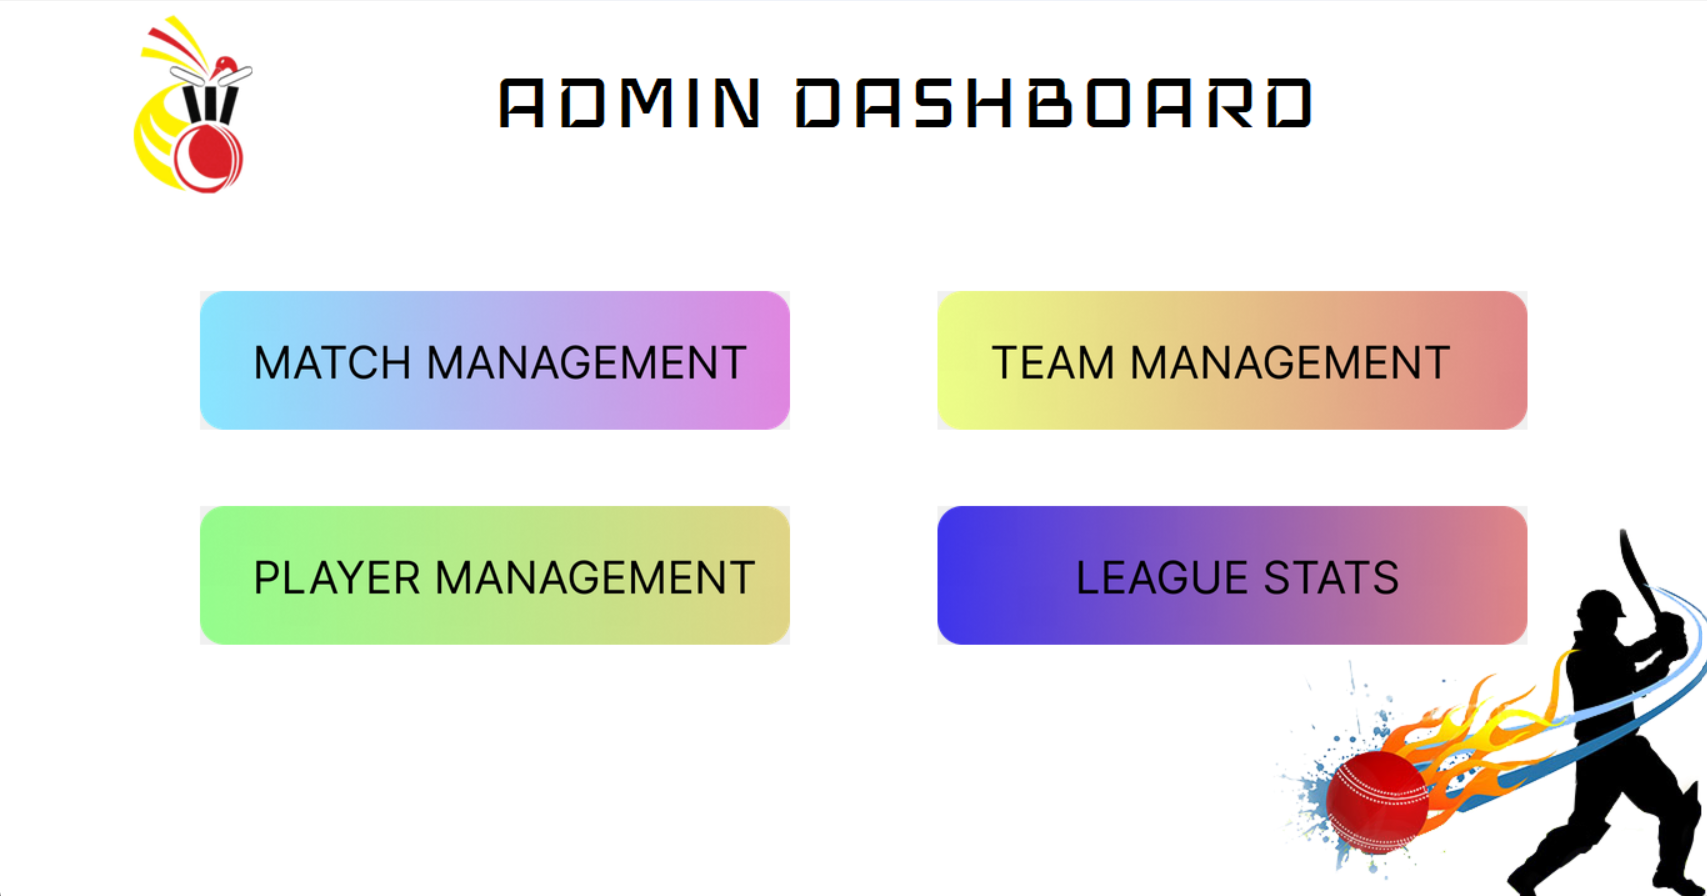 ADMIN DASHBOARD
MATCH MANAGEMENT
TEAM MANAGEMENT
PLAYER MANAGEMENT
LEAGUE STATS